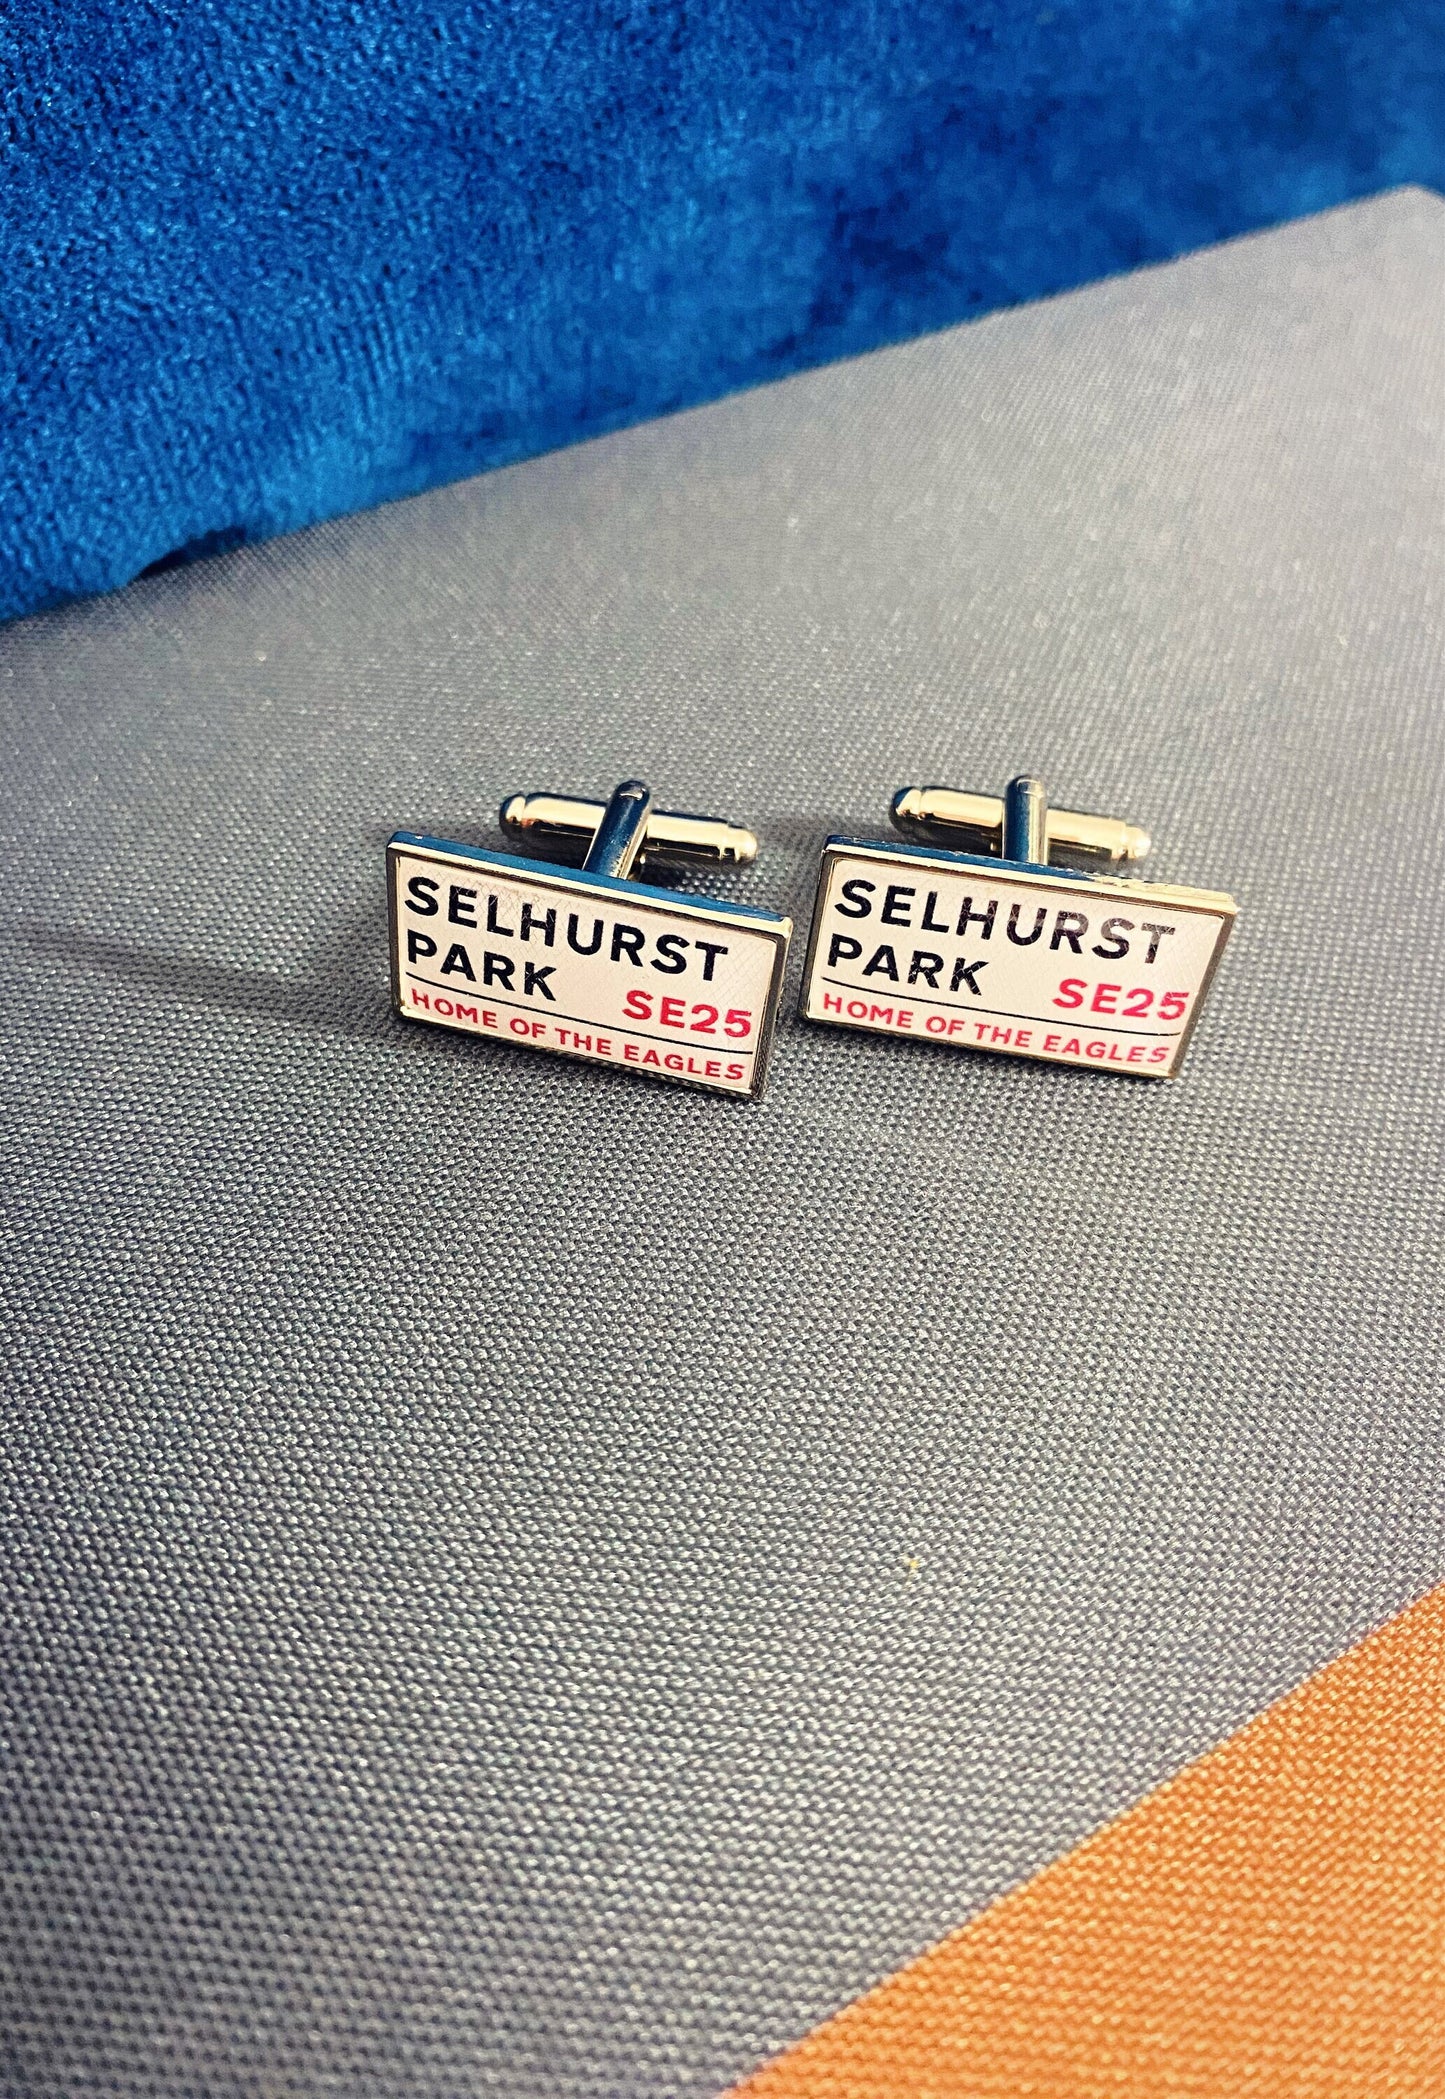 SELHURST
PARK
SE25
HOME OF THE EAGLES
SELHURST
PARK
SE25
HOME OF THE EAGLES